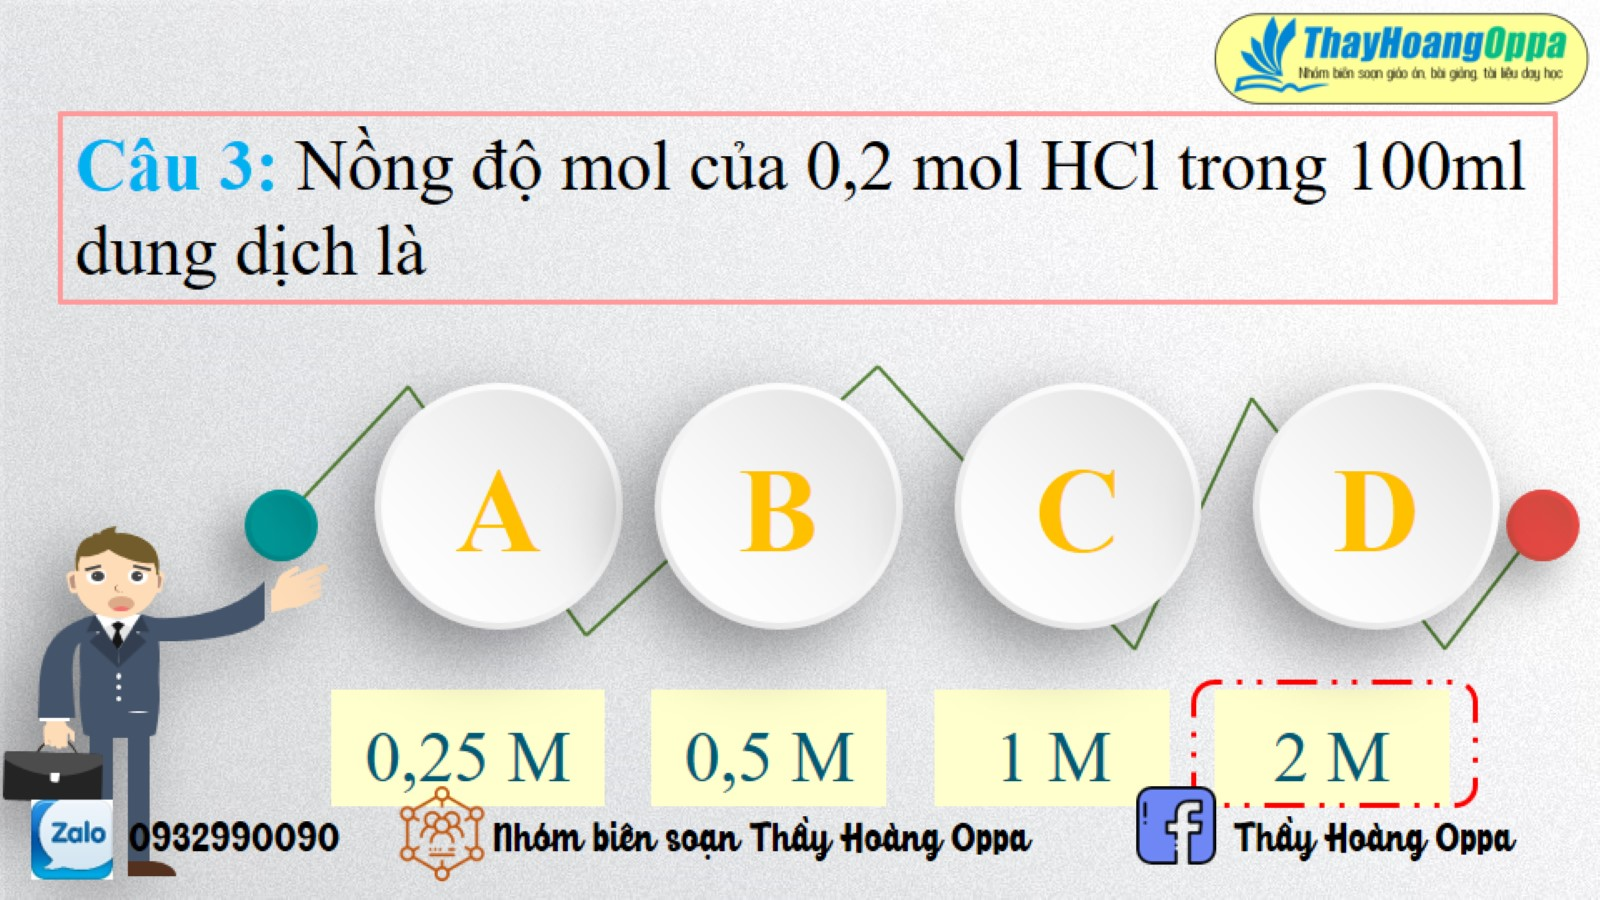 ThayHoangOppa
Nhóm biên soạn giáo án, bài giảng, tài liệu dạy học
Câu 3: Nồng độ mol của 0,2 mol HCl trong 100ml
dung dịch là
A B C D
0,25 M 0,5 M 1 M 2 M
Zalo 0932990090 Nhóm biên soạn Thầy Hoàng Oppa f Thầy Hoàng Oppa